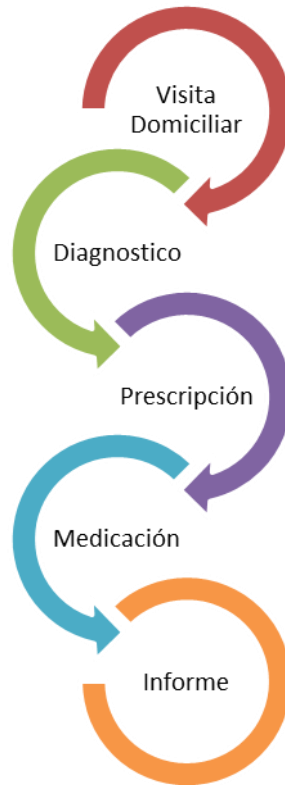 Visita
Domiciliar
Diagnostico
Prescripción
Medicación
Informe